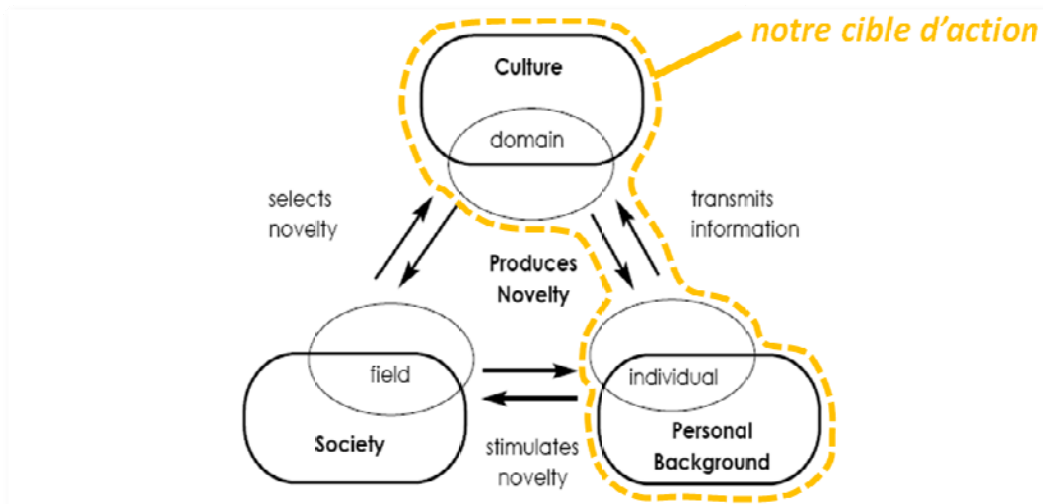 notre cible d'action
Culture
domain
selects
novelty
transmits
information
Produces
Novelty
field
individual
Society
stimulates
novelty
Personal
Background